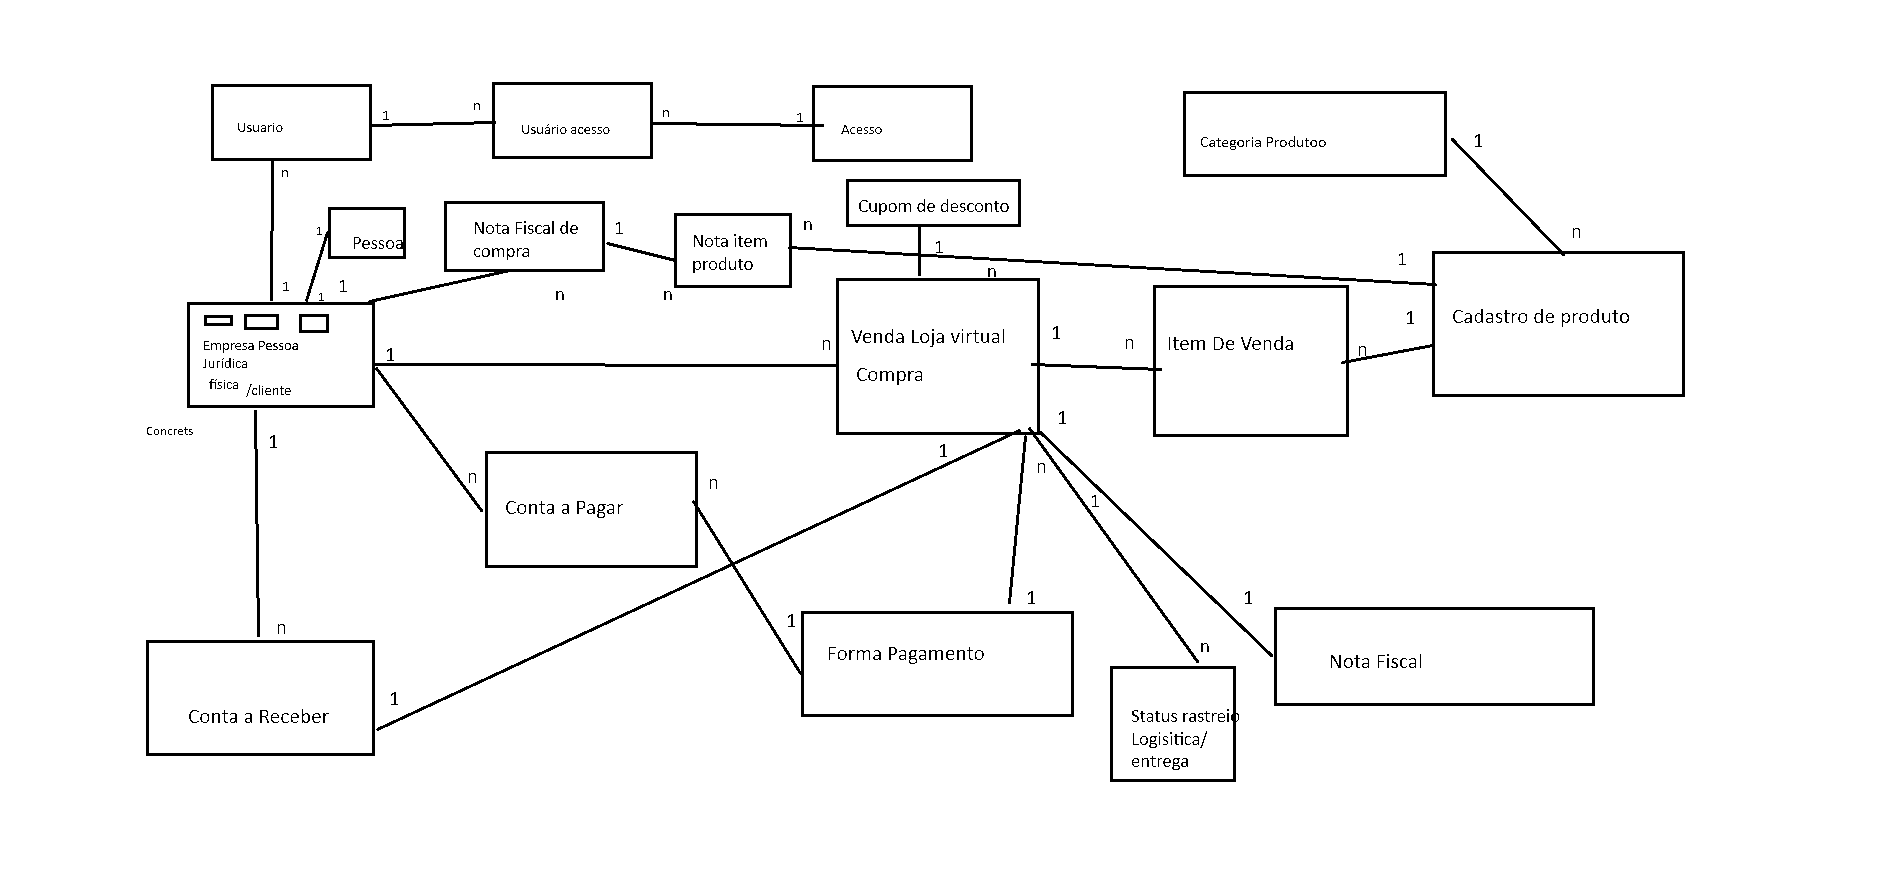 Usuario
1
n
Usuário acesso
n
1
Acesso
Categoria Produtoo
1
n
n
Pessoa
1
1
1
1
Nota Fiscal de
compra
1
n
n
Nota item
produto
n
1
Cupom de desconto
1
n
Empresa Pessoa
Jurídica
física
/cliente
Concrets
1
n
Venda Loja virtual
Compra
1
n
Item De Venda
n
1
Cadastro de produto
1
n
Conta a Pagar
n
1
1
n
1
1
n
1
1
Forma Pagamento
n
1
Nota Fiscal
Conta a Receber
1
Status rastreio
Logisitica/
entrega